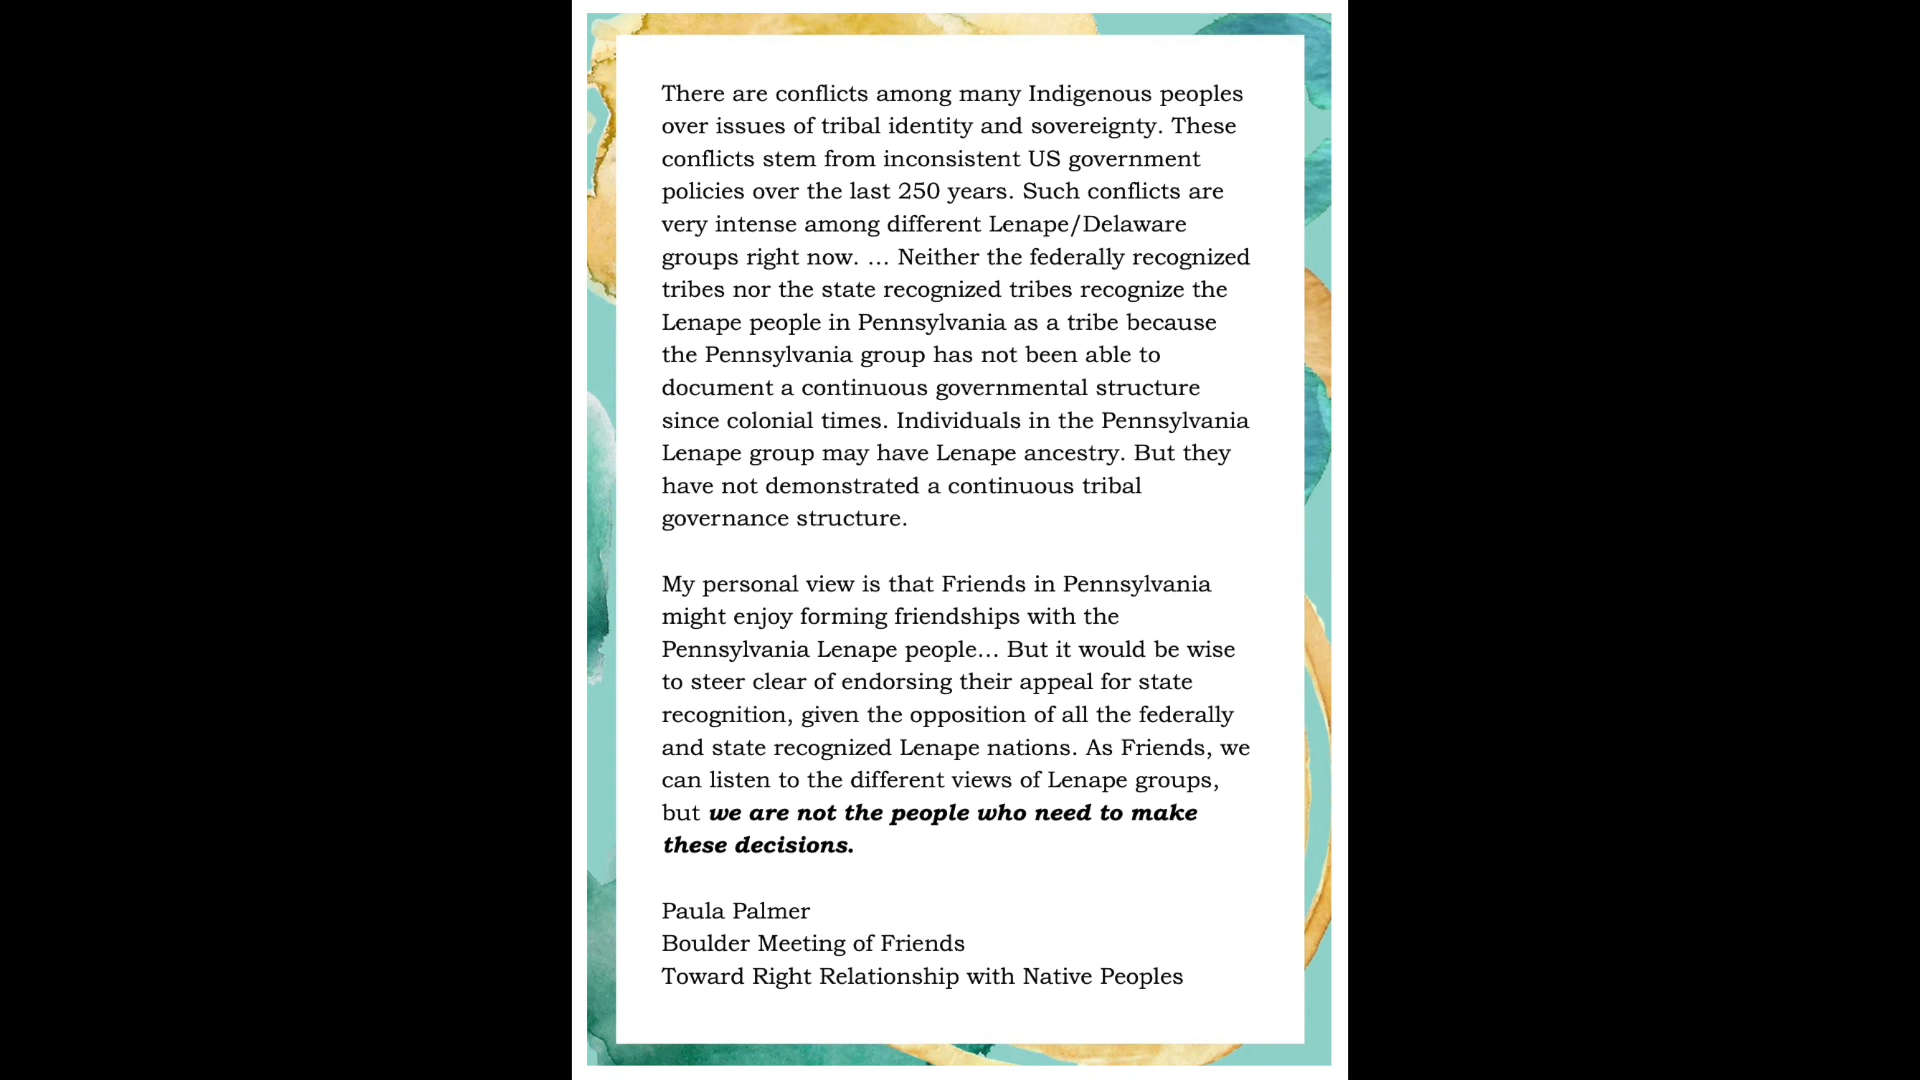 There are conflicts among many Indigenous peoples
over issues of tribal identity and sovereignty. These
conflicts stem from inconsistent US government
policies over the last 250 years. Such conflicts are
very intense among different Lenape/Delaware
groups right now. … Neither the federally recognized
tribes nor the state recognized tribes recognize the
Lenape people in Pennsylvania as a tribe because
the Pennsylvania group has not been able to
document a continuous governmental structure
since colonial times. Individuals in the Pennsylvania
Lenape group may have Lenape ancestry. But they
have not demonstrated a continuous tribal
governance structure.
My personal view is that Friends in Pennsylvania
might enjoy forming friendships with the
Pennsylvania Lenape people… But it would be wise
to steer clear of endorsing their appeal for state
recognition, given the opposition of all the federally
and state recognized Lenape nations. As Friends, we
can listen to the different views of Lenape groups,
but we are not the people who need to make
these decisions.
Paula Palmer
Boulder Meeting of Friends
Toward Right Relationship with Native Peoples